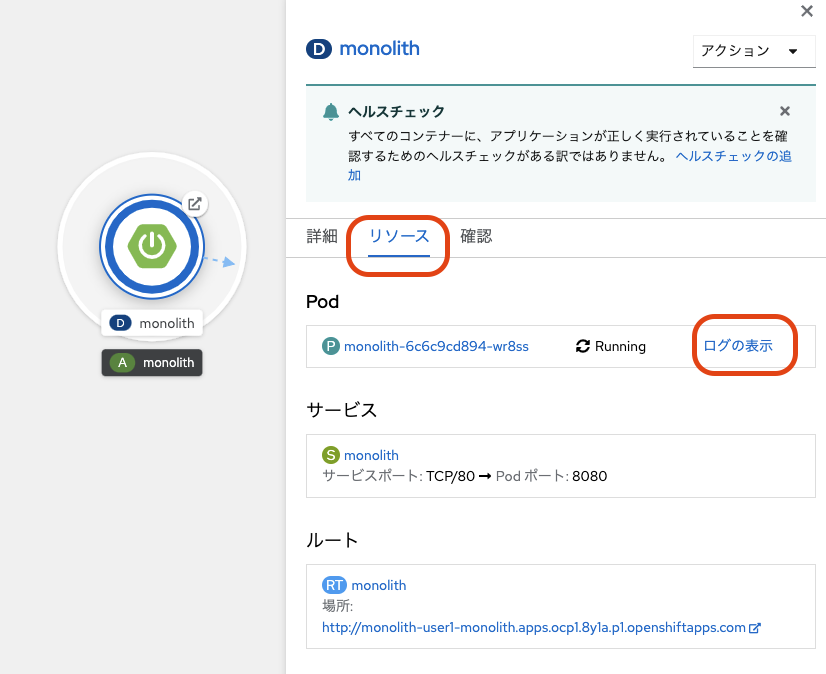 D monolith
アクション
ヘルスチェック
すべてのコンテナーに、アプリケーションが正しく実行されていることを確
認するためのヘルスチェックがある訳ではありません。 ヘルスチェックの追
加
詳細 リソース 確認
Pod
P monolith-6c6c9cd894-wr8ss Running ログの表示
サービス
S monolith
サービスポート: TCP/80 → Pod ポート: 8080
ルート
RT monolith
場所:
http://monolith-user1-monolith.apps.ocp1.8y1a.p1.openshiftapps.com
D monolith
A monolith